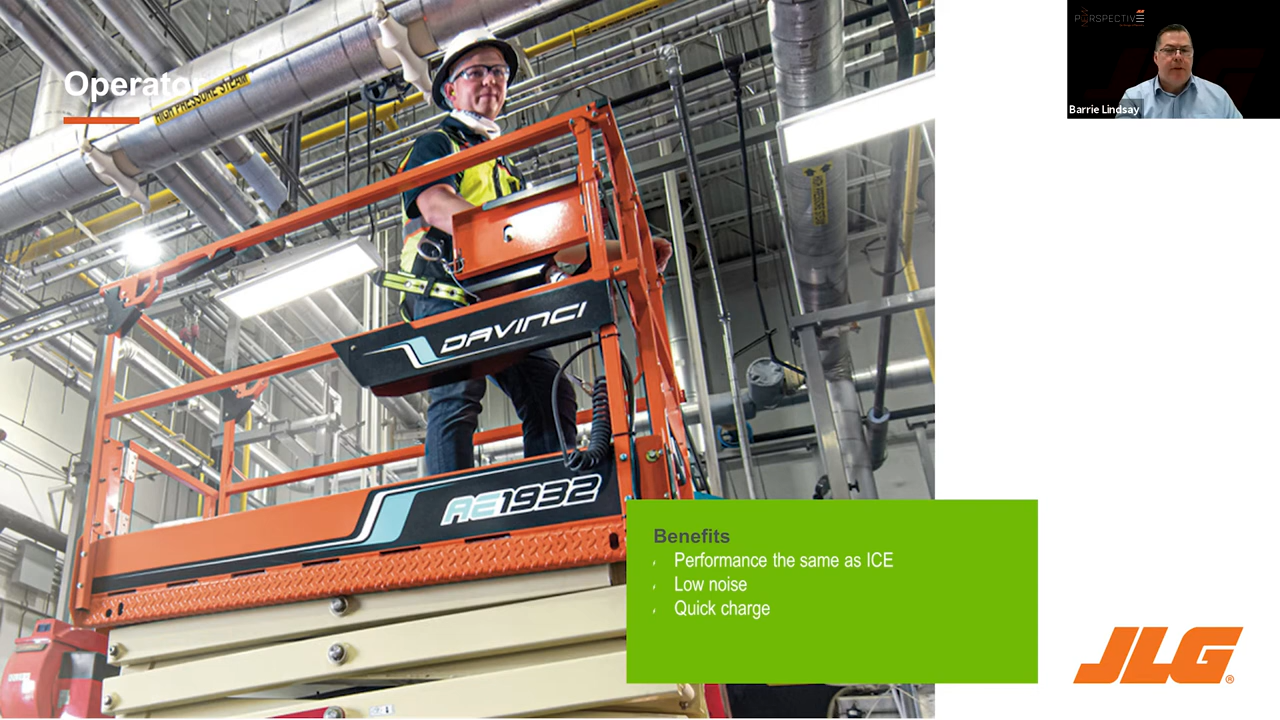 Operator
HIGH PRESSURE STEAM
DAVINCI
AE1932
Benefits
Performance the same as ICE
Low noise
Quick charge
JLG®
PERSPECTIVE
Barrie Lindsay